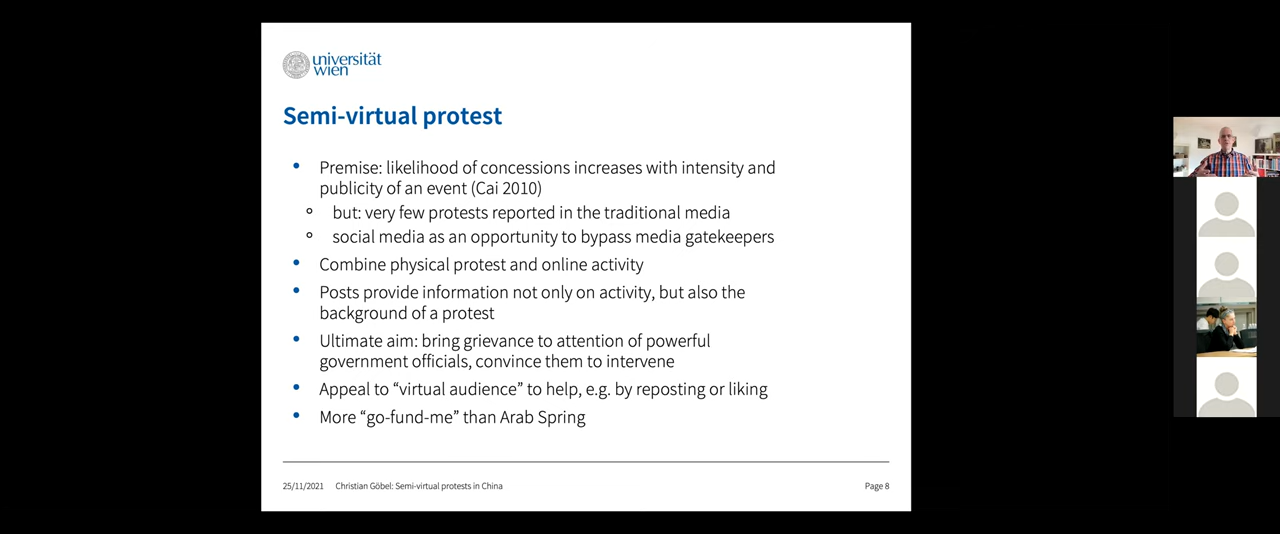 universität
wien
Semi-virtual protest
• Premise: likelihood of concessions increases with intensity and
publicity of an event (Cai 2010)
° but: very few protests reported in the traditional media
° social media as an opportunity to bypass media gatekeepers
• Combine physical protest and online activity
• Posts provide information not only on activity, but also the
background of a protest
• Ultimate aim: bring grievance to attention of powerful
government officials, convince them to intervene
• Appeal to “virtual audience” to help, e.g. by reposting or liking
• More “go-fund-me” than Arab Spring
25/11/2021 Christian Göbel: Semi-virtual protests in China Page 8